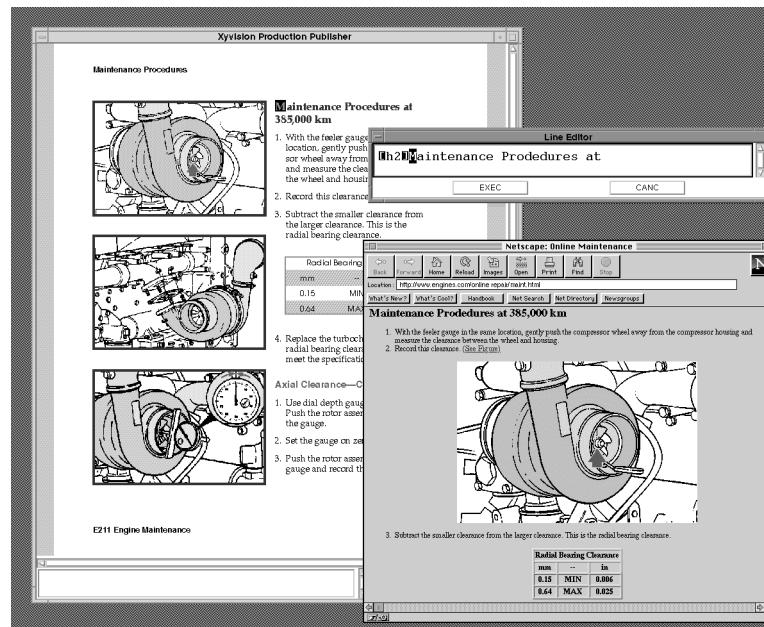 Xyvision Production Publisher
Maintenance Procedures
Maintenance Procedures at
385,000 km
1. With the feeler gauge
location, gently push
sor wheel away from
and measure the clea
the wheel and housin
2. Record this clearance
3. Subtract the smaller clearance from
the larger clearance. This is the
radial bearing clearance.
Radial Bearing
mm --
0.15 MIN
0.64 MAX
4. Replace the turboch
radial bearing clear
meet the specificati
Axial Clearance—C
1. Use dial depth gaug
Push the rotor asser
the gauge.
2. Set the gauge on ze
3. Push the rotor asser
gauge and record th
E211 Engine Maintenance
Line Editor
[h2]Maintenance Prodedures at
EXEC CANC
Netscape: Online Maintenance
Back Forward Home Reload Images Open Print Find Stop
N
Location: http://www.engines.com/online repair/maint.html
What's New? What's Cool? Handbook Net Search Net Directory Newsgroups
Maintenance Prodedures at 385,000 km
1. With the feeler gauge in the same location, gently push the compressor wheel away from the compressor housing and
measure the clearance between the wheel and housing.
2. Record this clearance. (See Figure)
3. Subtract the smaller clearance from the larger clearance. This is the radial bearing clearance.
Radial Bearing Clearance
mm -- in
0.15 MIN 0.006
0.64 MAX 0.025